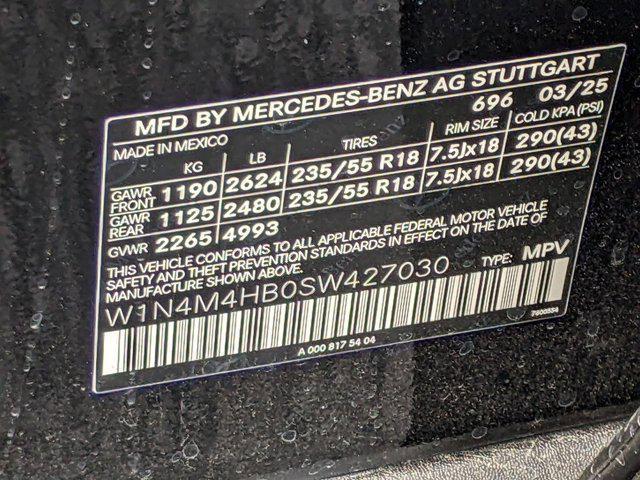 MFD BY MERCEDES-BENZ AG STUTTGART
MADE IN MEXICO 696 03/25
KG LB TIRES RIM SIZE COLD KPA(PSI)
GAWR FRONT 1190 2624 235/55 R18 7.5Jx18 290(43)
GAWR REAR 1125 2480 235/55 R18 7.5Jx18 290(43)
GVWR 2265 4993
THIS VEHICLE CONFORMS TO ALL APPLICABLE FEDERAL MOTOR VEHICLE
SAFETY AND THEFT PREVENTION STANDARDS IN EFFECT ON THE DATE OF
MANUFACTURE SHOWN ABOVE.
W1N4M4HB0SW427030 TYPE: MPV
7600554
A 000 817 54 04